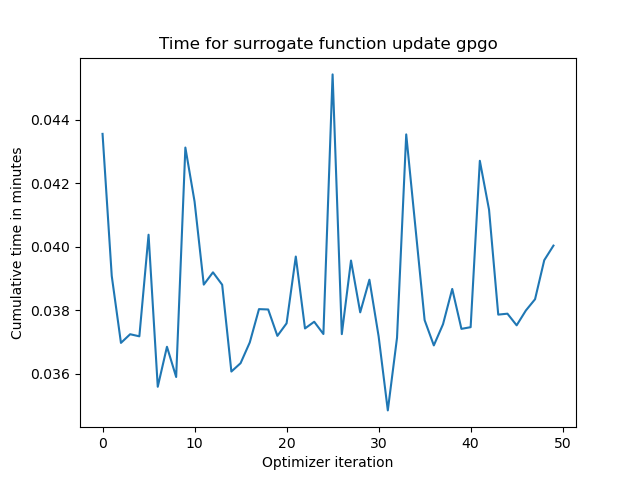 Time for surrogate function update gpgo
Cumulative time in minutes
0.044
0.042
0.040
0.038
0.036
0 10 20 30 40 50
Optimizer iteration